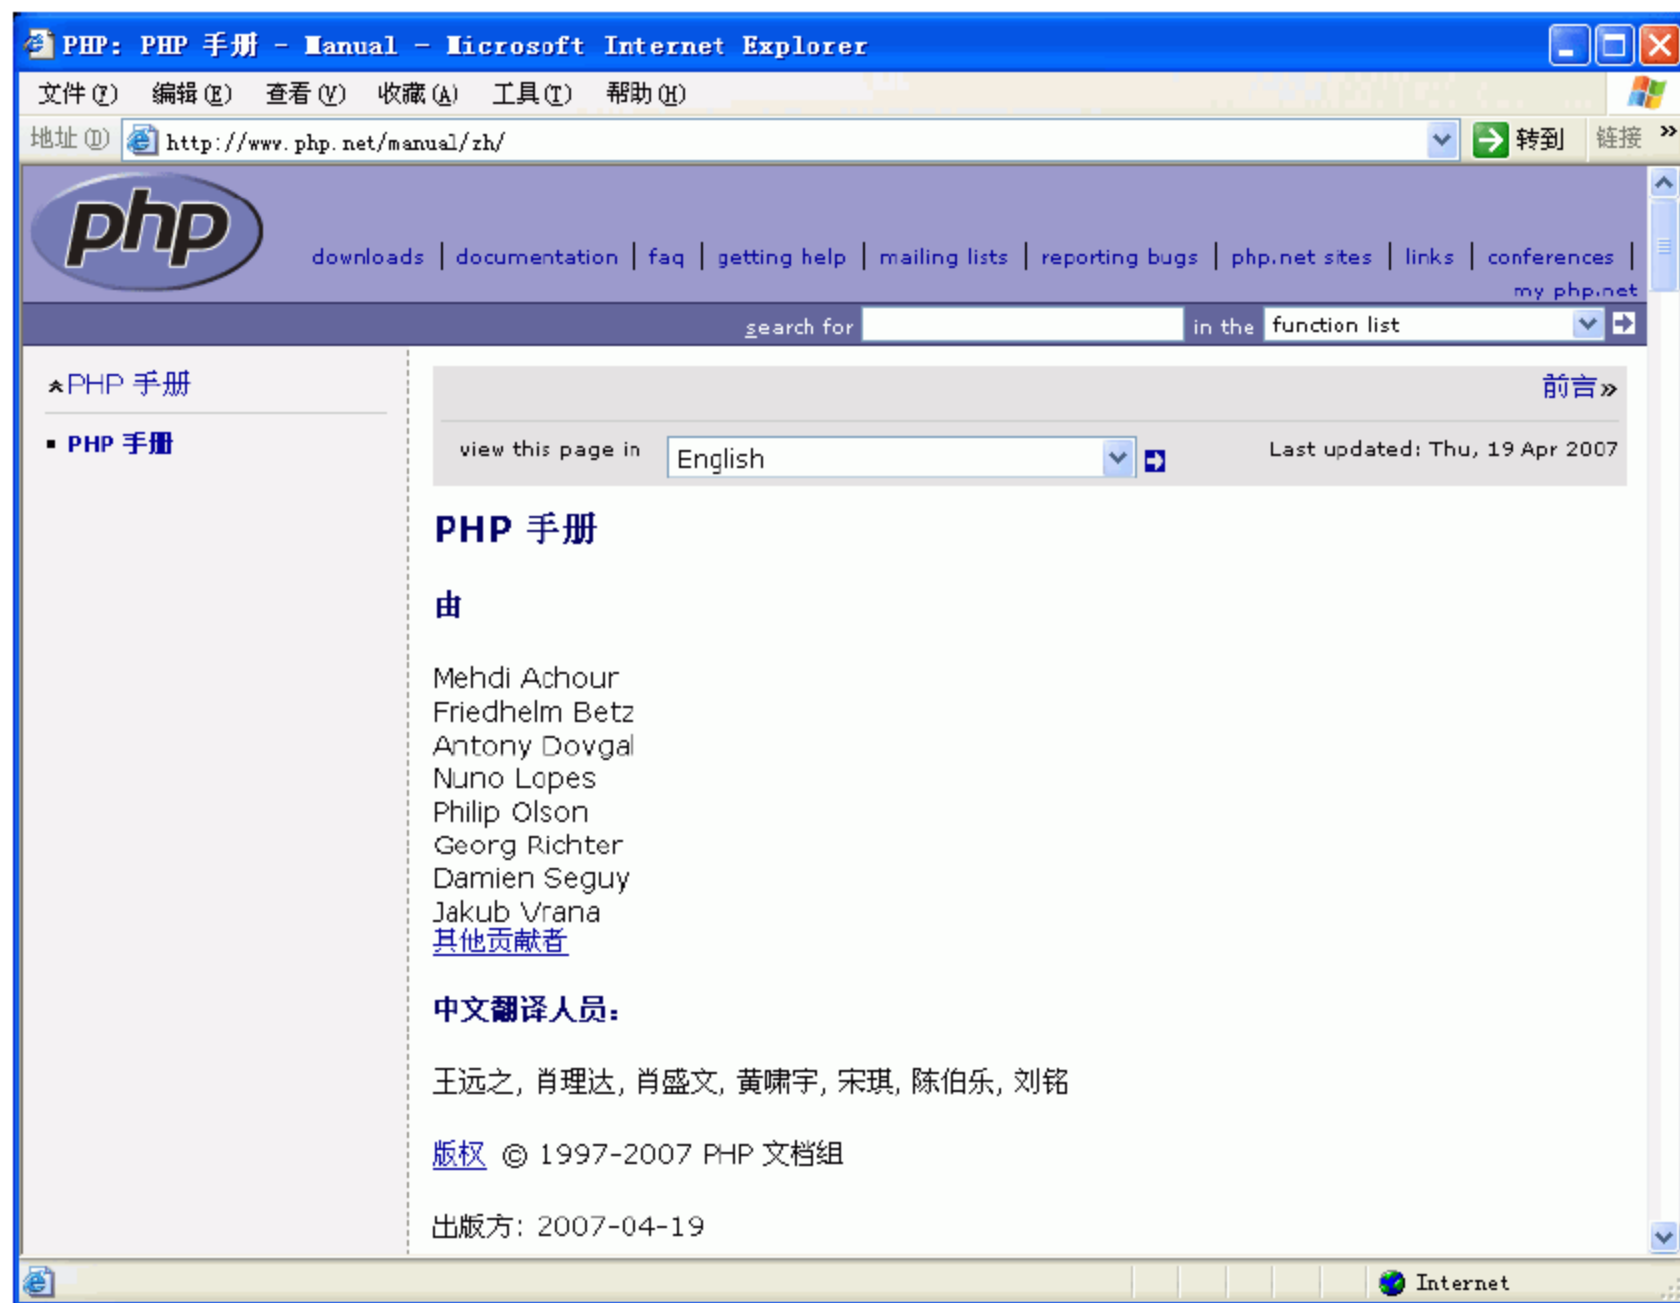 PHP: PHP 手册 - Manual - Microsoft Internet Explorer
文件(F) 编辑(E) 查看(V) 收藏(A) 工具(T) 帮助(H)
地址(D) http://www.php.net/manual/zh/ 转到 链接 »
php
downloads | documentation | faq | getting help | mailing lists | reporting bugs | php.net sites | links | conferences |
my php.net
search for in the function list
PHP 手册
PHP 手册
前言»
view this page in English Last updated: Thu, 19 Apr 2007
PHP 手册
由
Mehdi Achour
Friedhelm Betz
Antony Dovgal
Nuno Lopes
Philip Olson
Georg Richter
Damien Seguy
Jakub Vrana
其他贡献者
中文翻译人员:
王远之, 肖理达, 肖盛文, 黄啸宇, 宋琪, 陈伯乐, 刘铭
版权 © 1997-2007 PHP 文档组
出版方: 2007-04-19
Internet